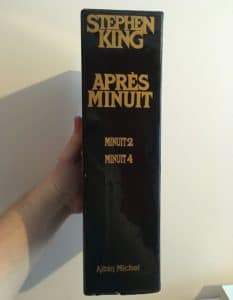 STEPHEN
KING
APRÈS
MINUIT
MINUIT 2
MINUIT 4
Albin Michel